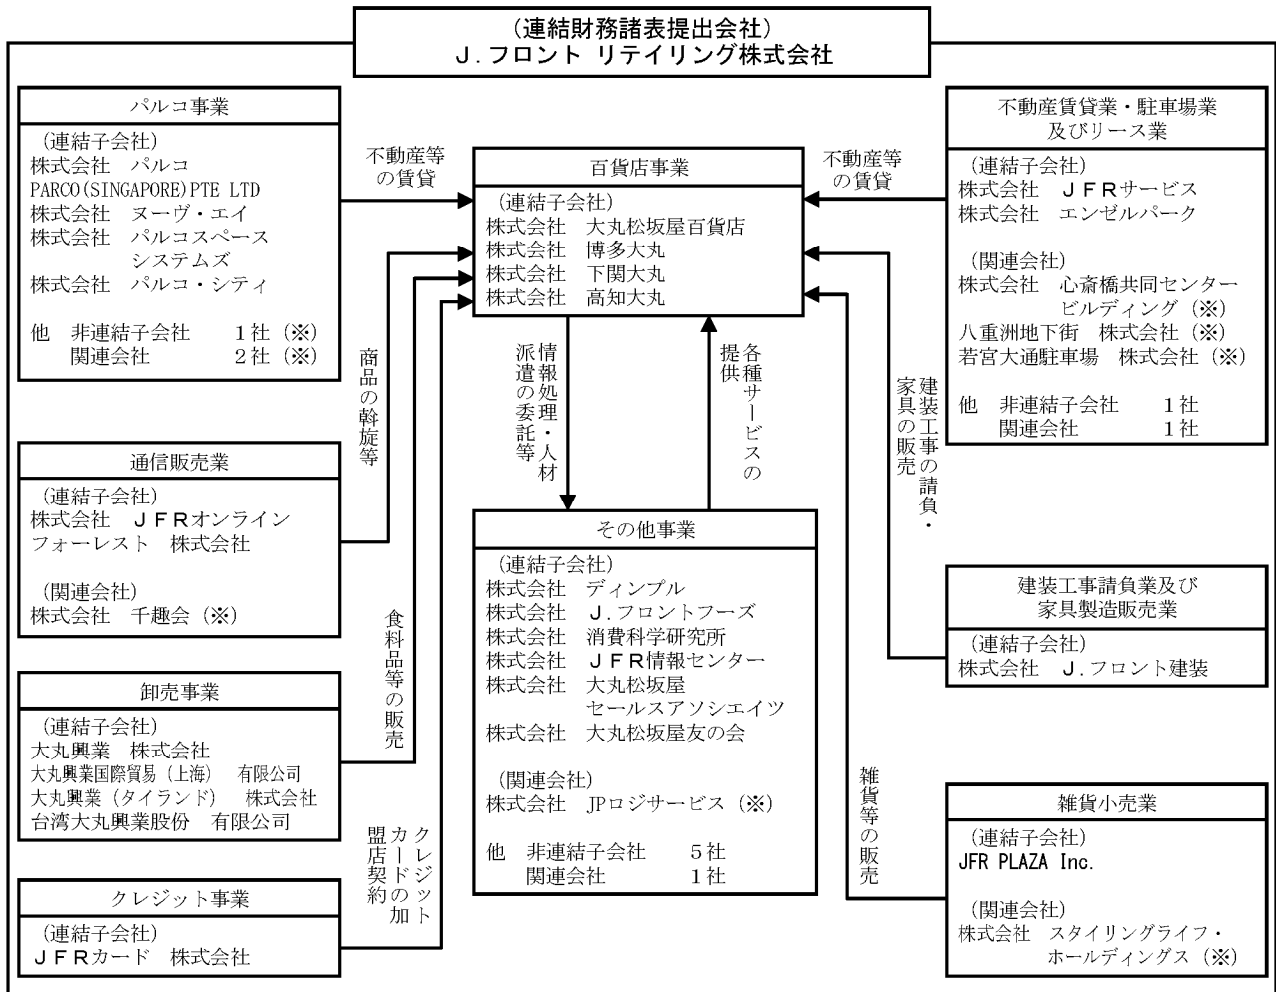 (連結財務諸表提出会社)
J.フロント リテイリング株式会社
パルコ事業
(連結子会社)
株式会社 パルコ
PARCO(SINGAPORE)PTE LTD
株式会社 ヌーヴ・エイ
株式会社 パルコスペース
システムズ
株式会社 パルコ・シティ
他 非連結子会社 1社(※)
関連会社 2社(※)
通信販売業
(連結子会社)
株式会社 JFRオンライン
フォーレスト 株式会社
(関連会社)
株式会社 千趣会(※)
卸売事業
(連結子会社)
大丸興業 株式会社
大丸興業国際貿易(上海) 有限公司
大丸興業(タイランド) 株式会社
台湾大丸興業股份 有限公司
クレジット事業
(連結子会社)
JFRカード 株式会社
不動産等
の賃貸
商品の斡旋等
食料品等の販売
クレジット
カードの加
盟店契約
百貨店事業
(連結子会社)
株式会社 大丸松坂屋百貨店
株式会社 博多大丸
株式会社 下関大丸
株式会社 高知大丸
情報処理・人材
派遣の委託等
各種サービスの
提供
その他事業
(連結子会社)
株式会社 ディンプル
株式会社 J.フロントフーズ
株式会社 消費科学研究所
株式会社 JFR情報センター
株式会社 大丸松坂屋
セールスアソシエイツ
株式会社 大丸松坂屋友の会
(関連会社)
株式会社 JPロジサービス(※)
他 非連結子会社 5社
関連会社 1社
不動産等
の賃貸
建装工事の請負・
家具の販売
雑貨等の販売
不動産賃貸業・駐車場業
及びリース業
(連結子会社)
株式会社 JFRサービス
株式会社 エンゼルパーク
(関連会社)
株式会社 心斎橋共同センター
ビルディング(※)
八重洲地下街 株式会社(※)
若宮大通駐車場 株式会社(※)
他 非連結子会社 1社
関連会社 1社
建装工事請負業及び
家具製造販売業
(連結子会社)
株式会社 J.フロント建装
雑貨小売業
(連結子会社)
JFR PLAZA Inc.
(関連会社)
株式会社 スタイリングライフ・
ホールディングス(※)